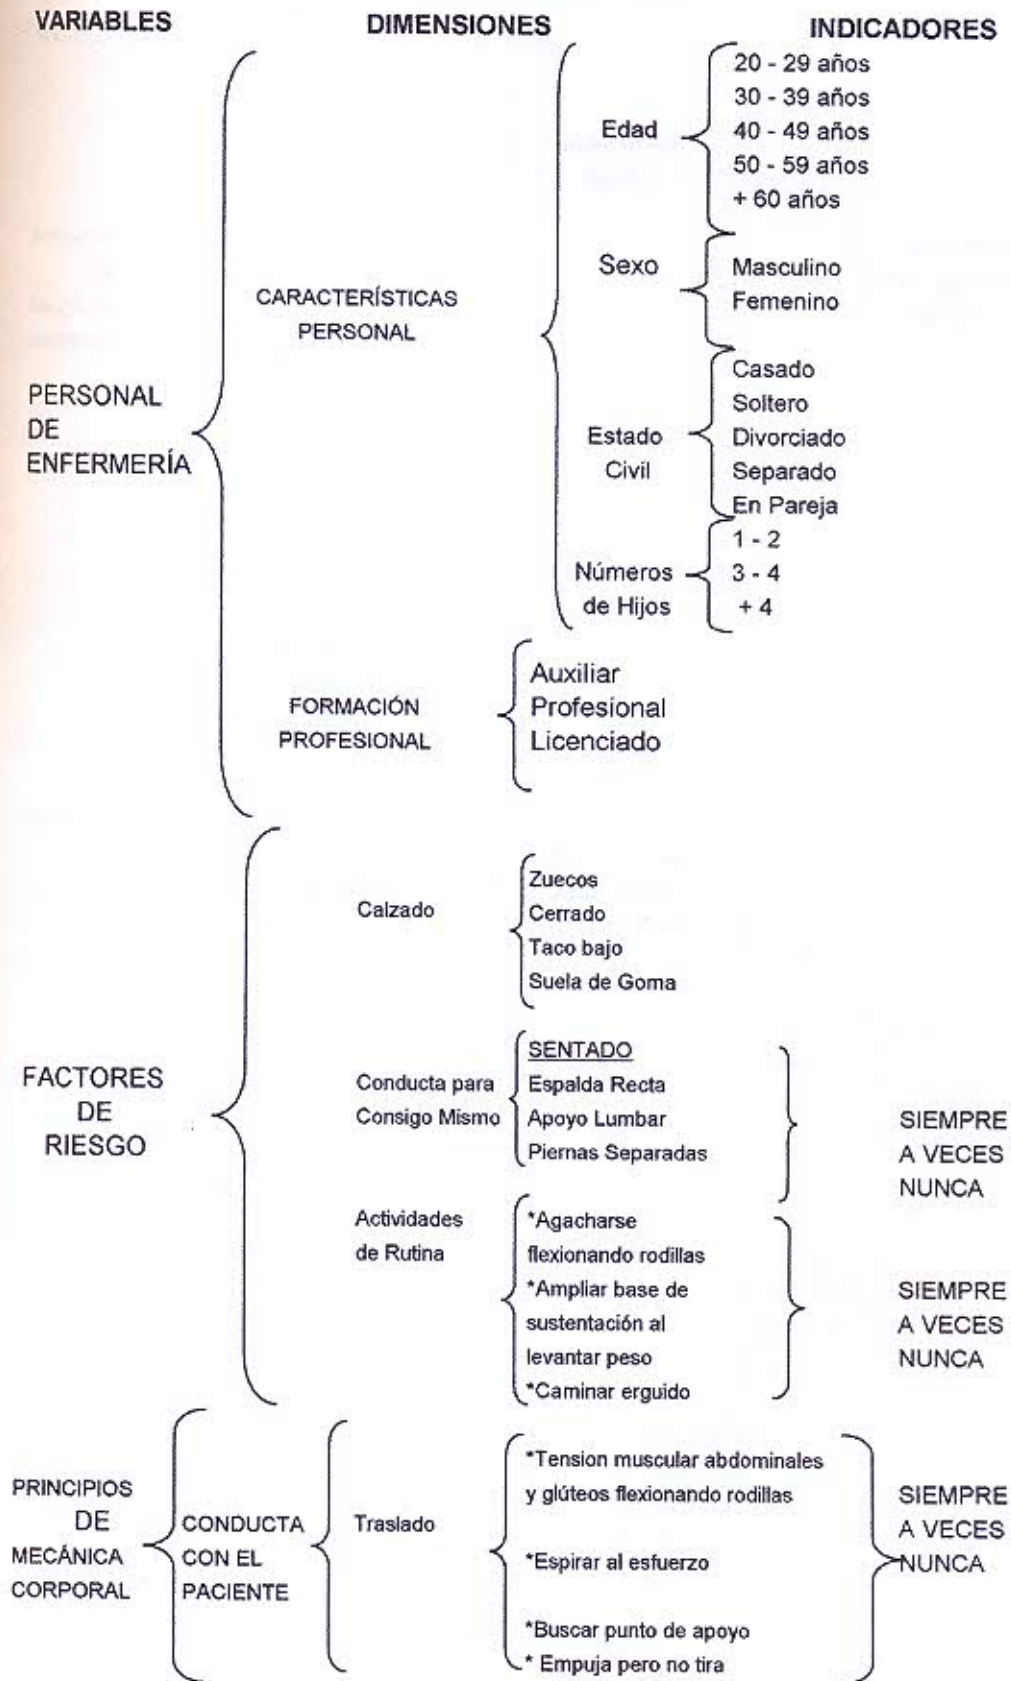 VARIABLES DIMENSIONES INDICADORES
20 - 29 años
30 - 39 años
Edad 40 - 49 años
50 - 59 años
+ 60 años
Sexo Masculino
Femenino
CARACTERÍSTICAS
PERSONAL
Casado
Soltero
Estado Divorciado
Civil Separado
En Pareja
PERSONAL
DE
ENFERMERÍA
1 - 2
Números 3 - 4
de Hijos + 4
FORMACIÓN
PROFESIONAL
Auxiliar
Profesional
Licenciado
Calzado
Zuecos
Cerrado
Taco bajo
Suela de Goma
FACTORES
DE
RIESGO
Conducta para
Consigo Mismo
SENTADO
Espalda Recta
Apoyo Lumbar
Piernas Separadas
SIEMPRE
A VECES
NUNCA
Actividades
de Rutina
*Agacharse
flexionando rodillas
*Ampliar base de
sustentación al
levantar peso
*Caminar erguido
SIEMPRE
A VECES
NUNCA
PRINCIPIOS
DE
MECÁNICA
CORPORAL
CONDUCTA
CON EL
PACIENTE
Traslado
*Tension muscular abdominales
y glúteos flexionando rodillas
*Espirar al esfuerzo
*Buscar punto de apoyo
* Empuja pero no tira
SIEMPRE
A VECES
NUNCA